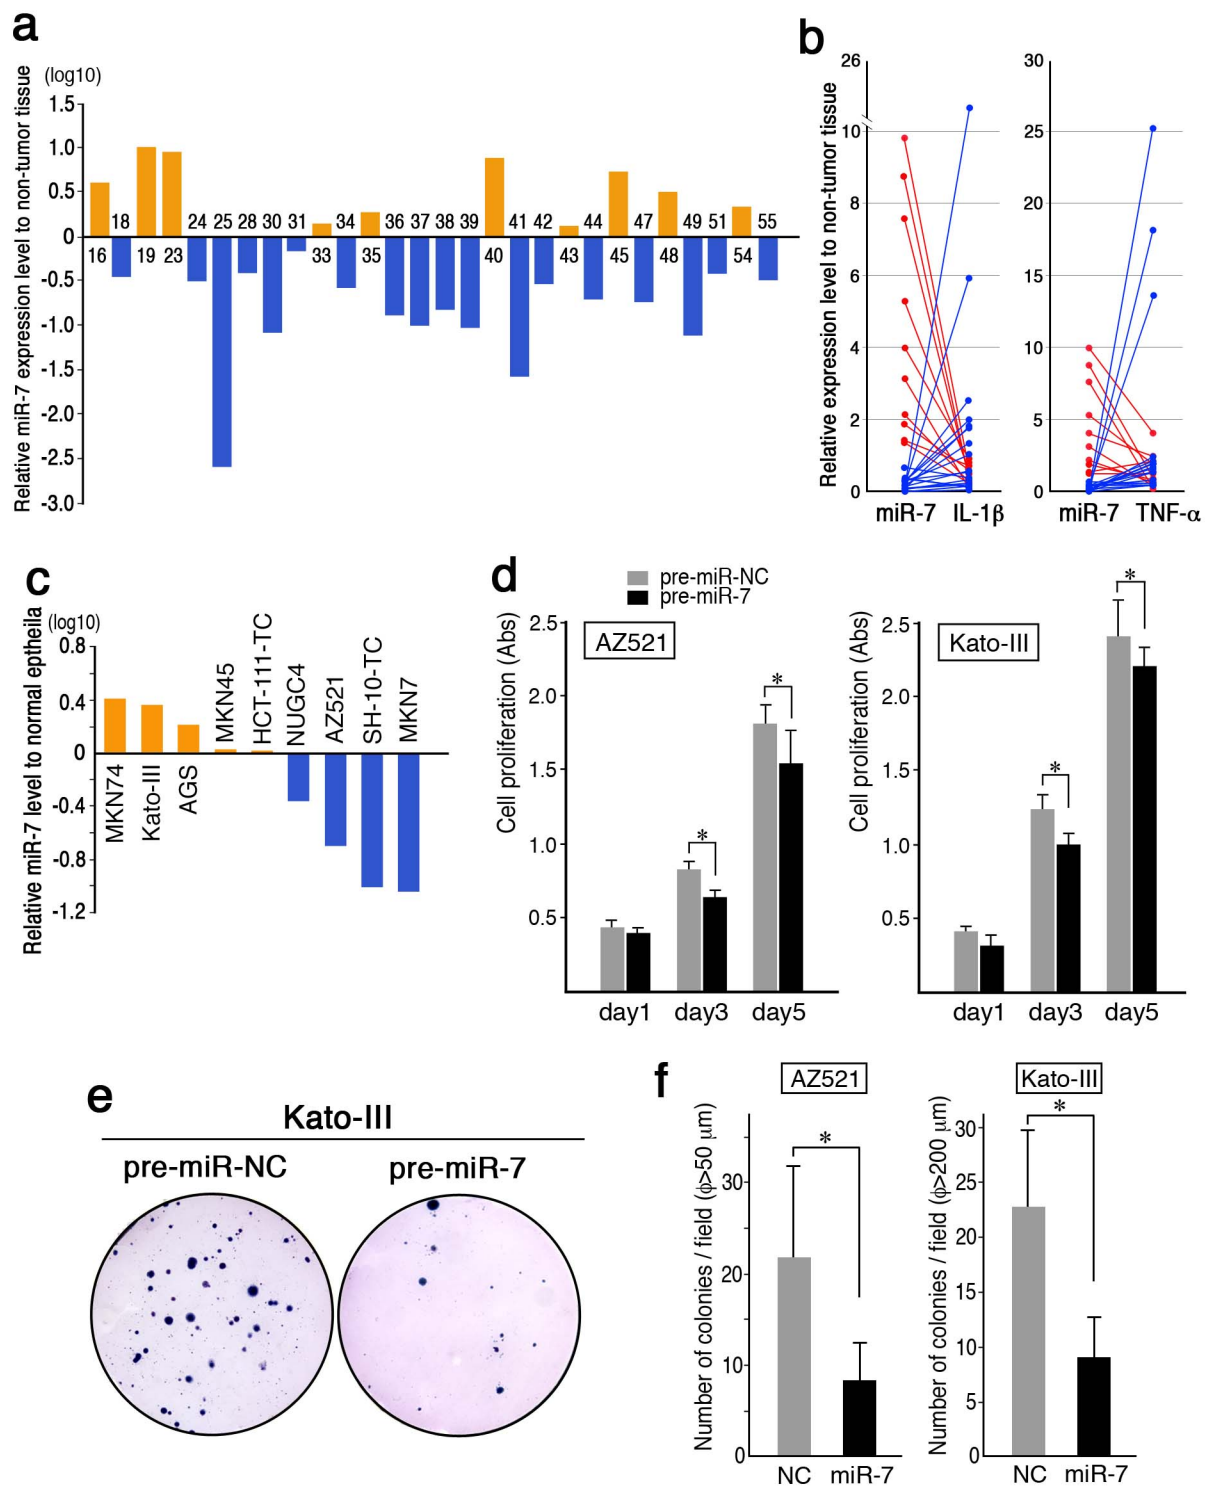 a
(log10)
Relative miR-7 expression level to non-tumor tissue
1.5
1.0
0.5
0
-0.5
-1.0
-1.5
-2.0
-2.5
-3.0
18 24 25 28 30 31 34 36 37 38 39 41 42 44 47 49 51 55
16 19 23 33 35 40 43 45 48 54
b
Relative expression level to non-tumor tissue
26
10
8
6
4
2
0
miR-7 IL-1β
30
25
20
15
10
5
0
miR-7 TNF-α
c
(log10)
Relative miR-7 level to normal eptheila
0.8
0.4
0
-0.4
-0.8
-1.2
MKN74
Kato-III
AGS
MKN45
HCT-111-TC
NUGC4
AZ521
SH-10-TC
MKN7
d
pre-miR-NC
pre-miR-7
AZ521
Cell proliferation (Abs)
2.5
2.0
1.5
1.0
0.5
*
*
day1 day3 day5
Kato-III
Cell proliferation (Abs)
2.5
2.0
1.5
1.0
0.5
*
*
day1 day3 day5
e
Kato-III
pre-miR-NC pre-miR-7
f
AZ521
Number of colonies / field (ϕ>50 μm)
30
20
10
0
*
NC miR-7
Kato-III
Number of colonies / field (ϕ>200 μm)
30
25
20
15
10
5
0
*
NC miR-7